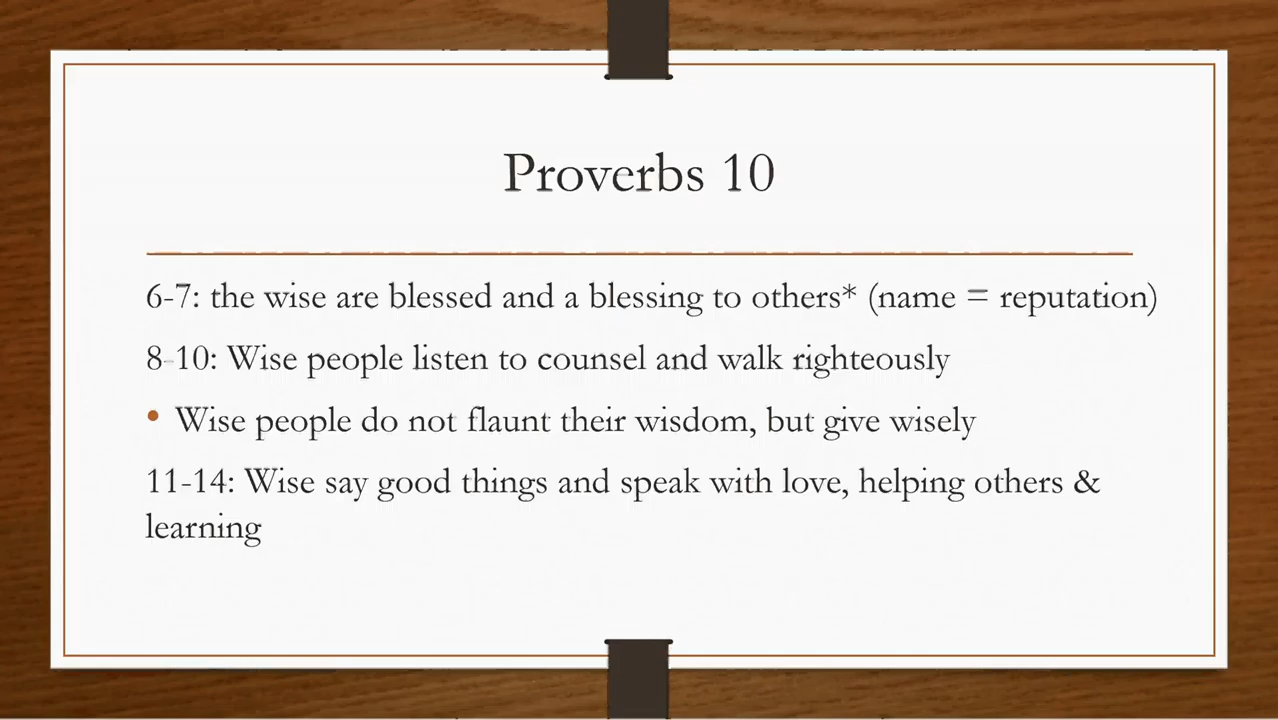 Proverbs 10
6-7: the wise are blessed and a blessing to others* (name = reputation)
8-10: Wise people listen to counsel and walk righteously
• Wise people do not flaunt their wisdom, but give wisely
11-14: Wise say good things and speak with love, helping others &
learning